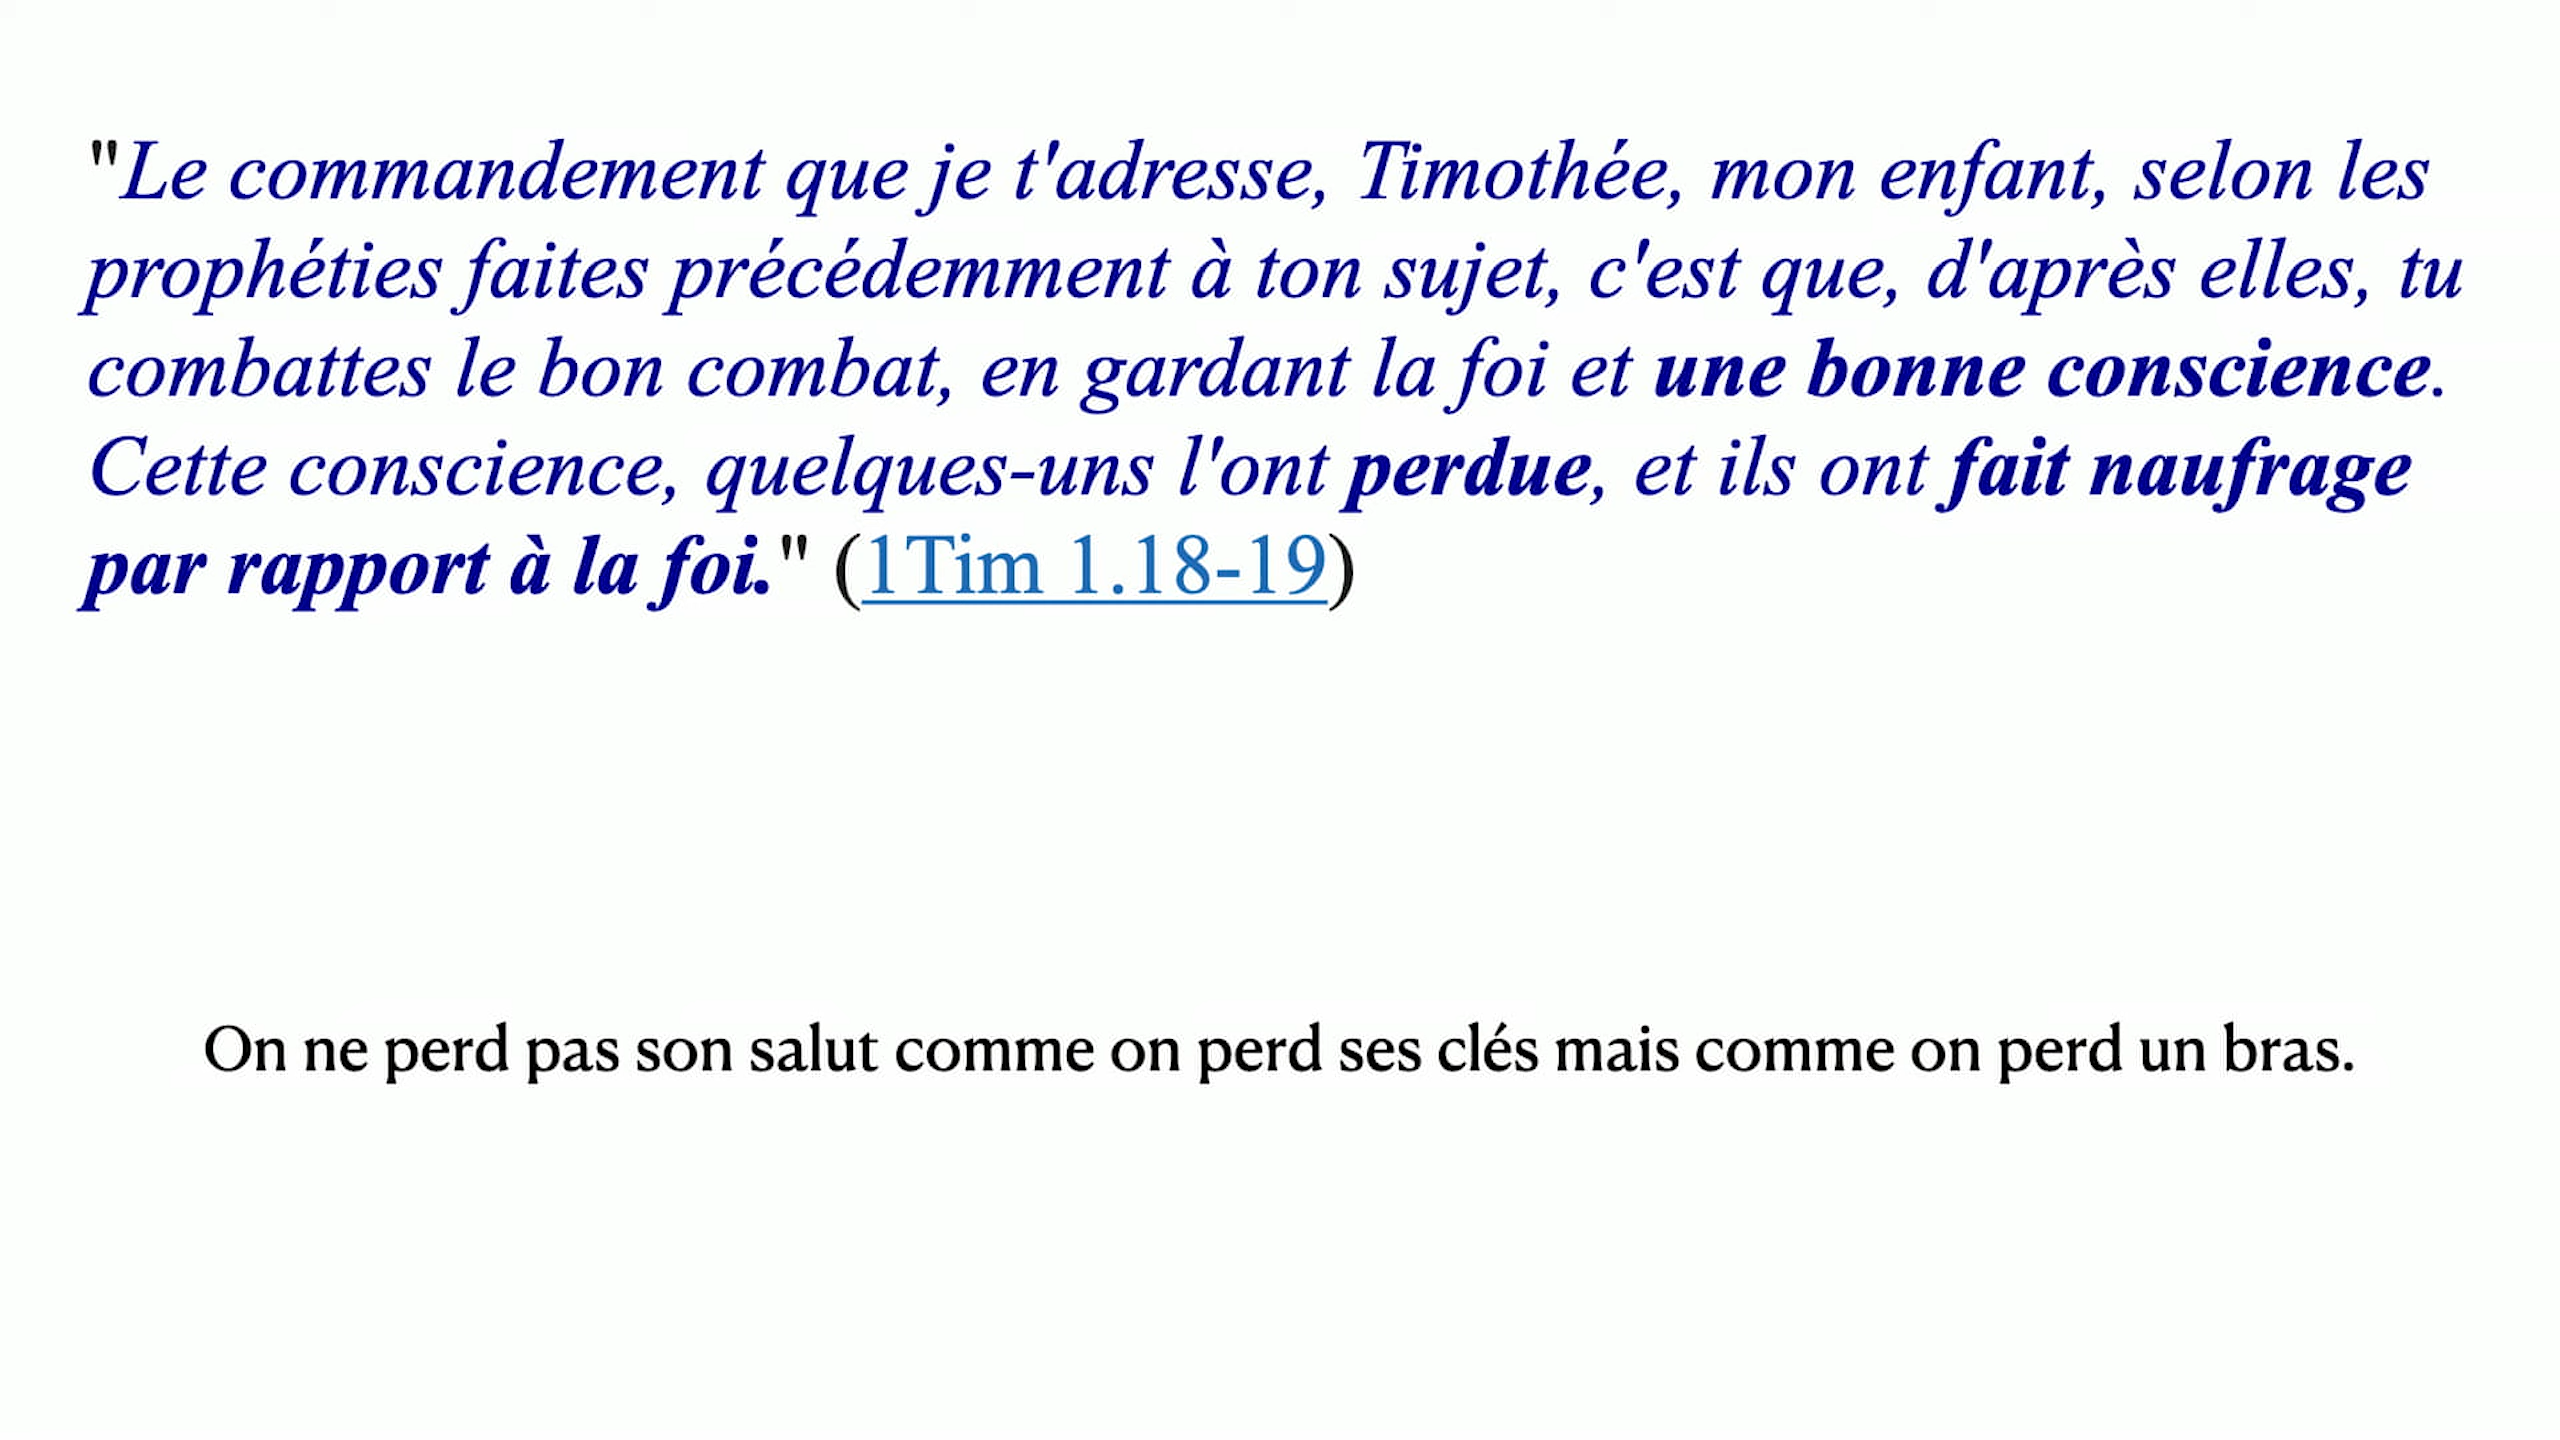 "Le commandement que je t'adresse, Timothée, mon enfant, selon les
prophéties faites précédemment à ton sujet, c'est que, d'après elles, tu
combattes le bon combat, en gardant la foi et une bonne conscience.
Cette conscience, quelques-uns l'ont perdue, et ils ont fait naufrage
par rapport à la foi." (1Tim 1.18-19)
On ne perd pas son salut comme on perd ses clés mais comme on perd un bras.